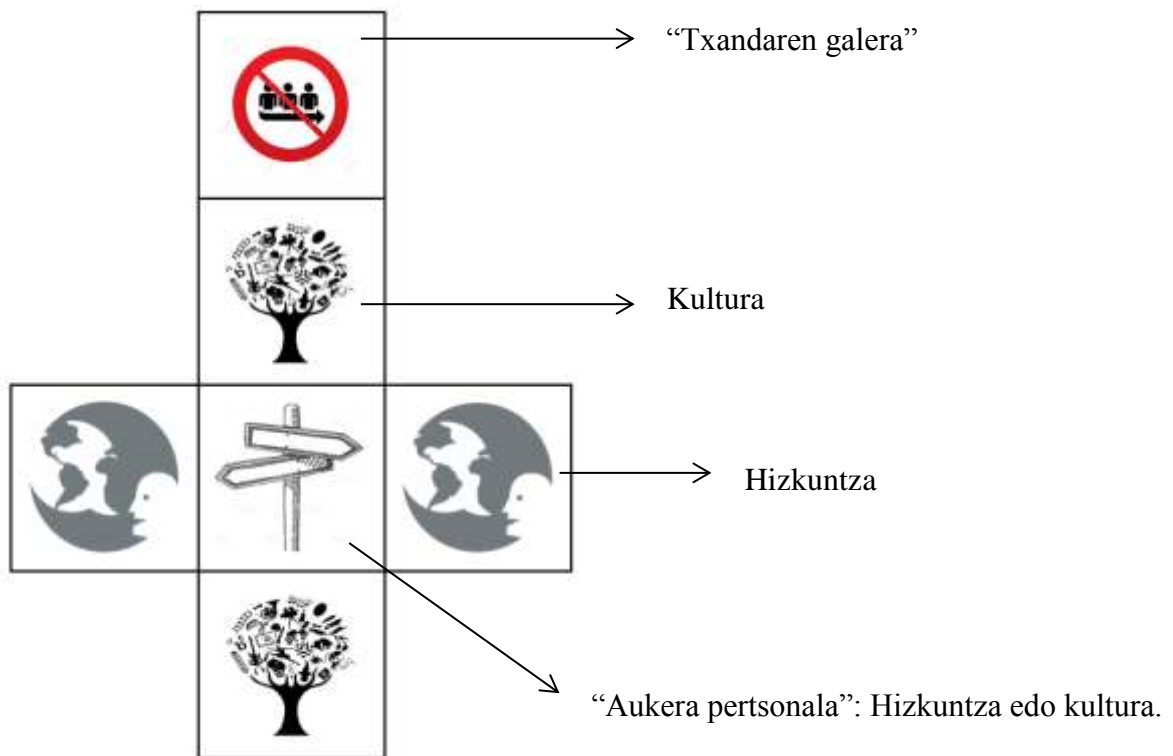 “Txandaren galera”
Kultura
Hizkuntza
“Aukera pertsonala”: Hizkuntza edo kultura.